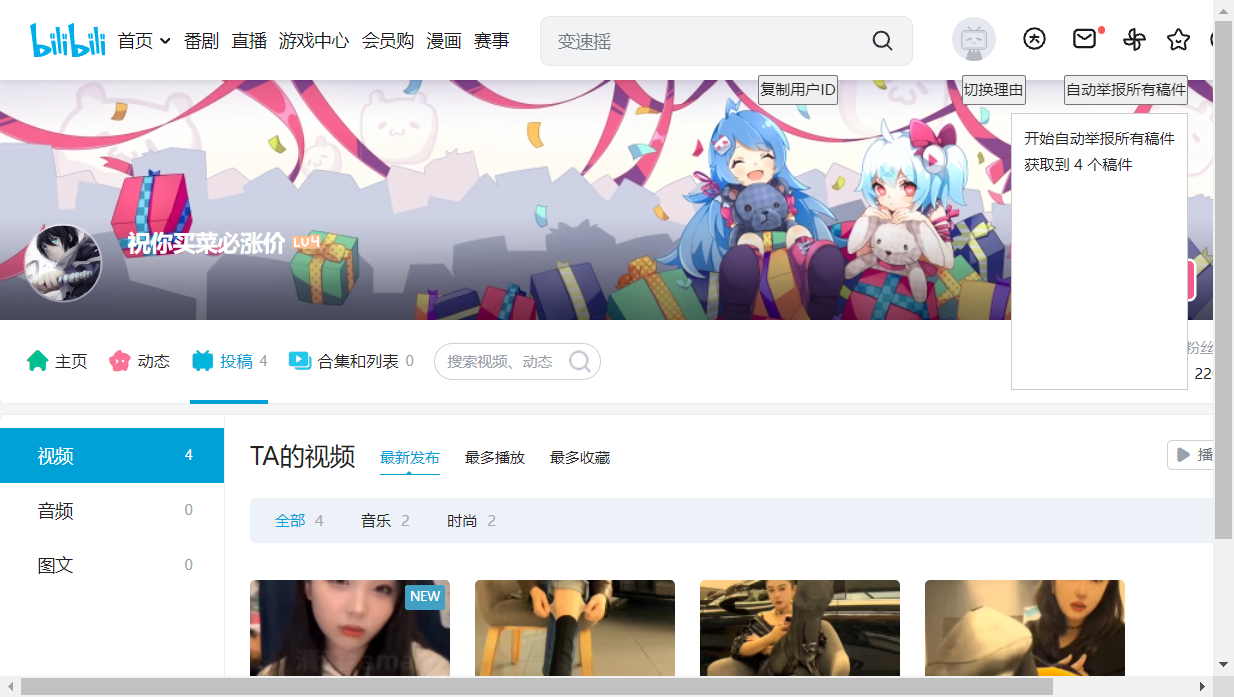 bilibili 首页 番剧 直播 游戏中心 会员购 漫画 赛事 变速摇
复制用户ID 切换理由 自动举报所有稿件
开始自动举报所有稿件
获取到 4 个稿件
祝你买菜必涨价 LV4
主页 动态 投稿 4 合集和列表 0 搜索视频、动态 粉丝
22
视频 4
音频 0
图文 0
TA的视频 最新发布 最多播放 最多收藏 播
全部 4 音乐 2 时尚 2
NEW